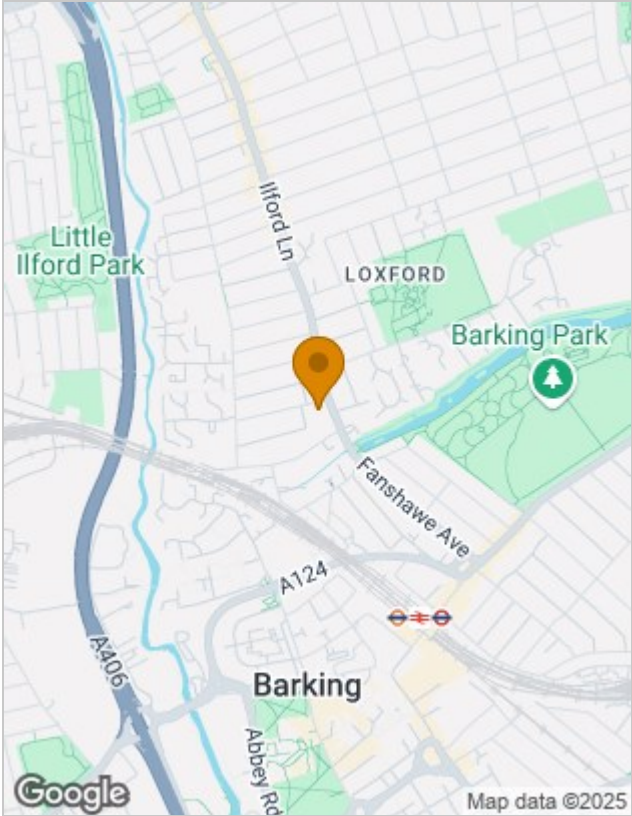 Ilford Ln
Little
Ilford Park
LOXFORD
Barking Park
Fanshawe Ave
A124
A406
Barking
Abbey Rd
Google
Map data ©2025